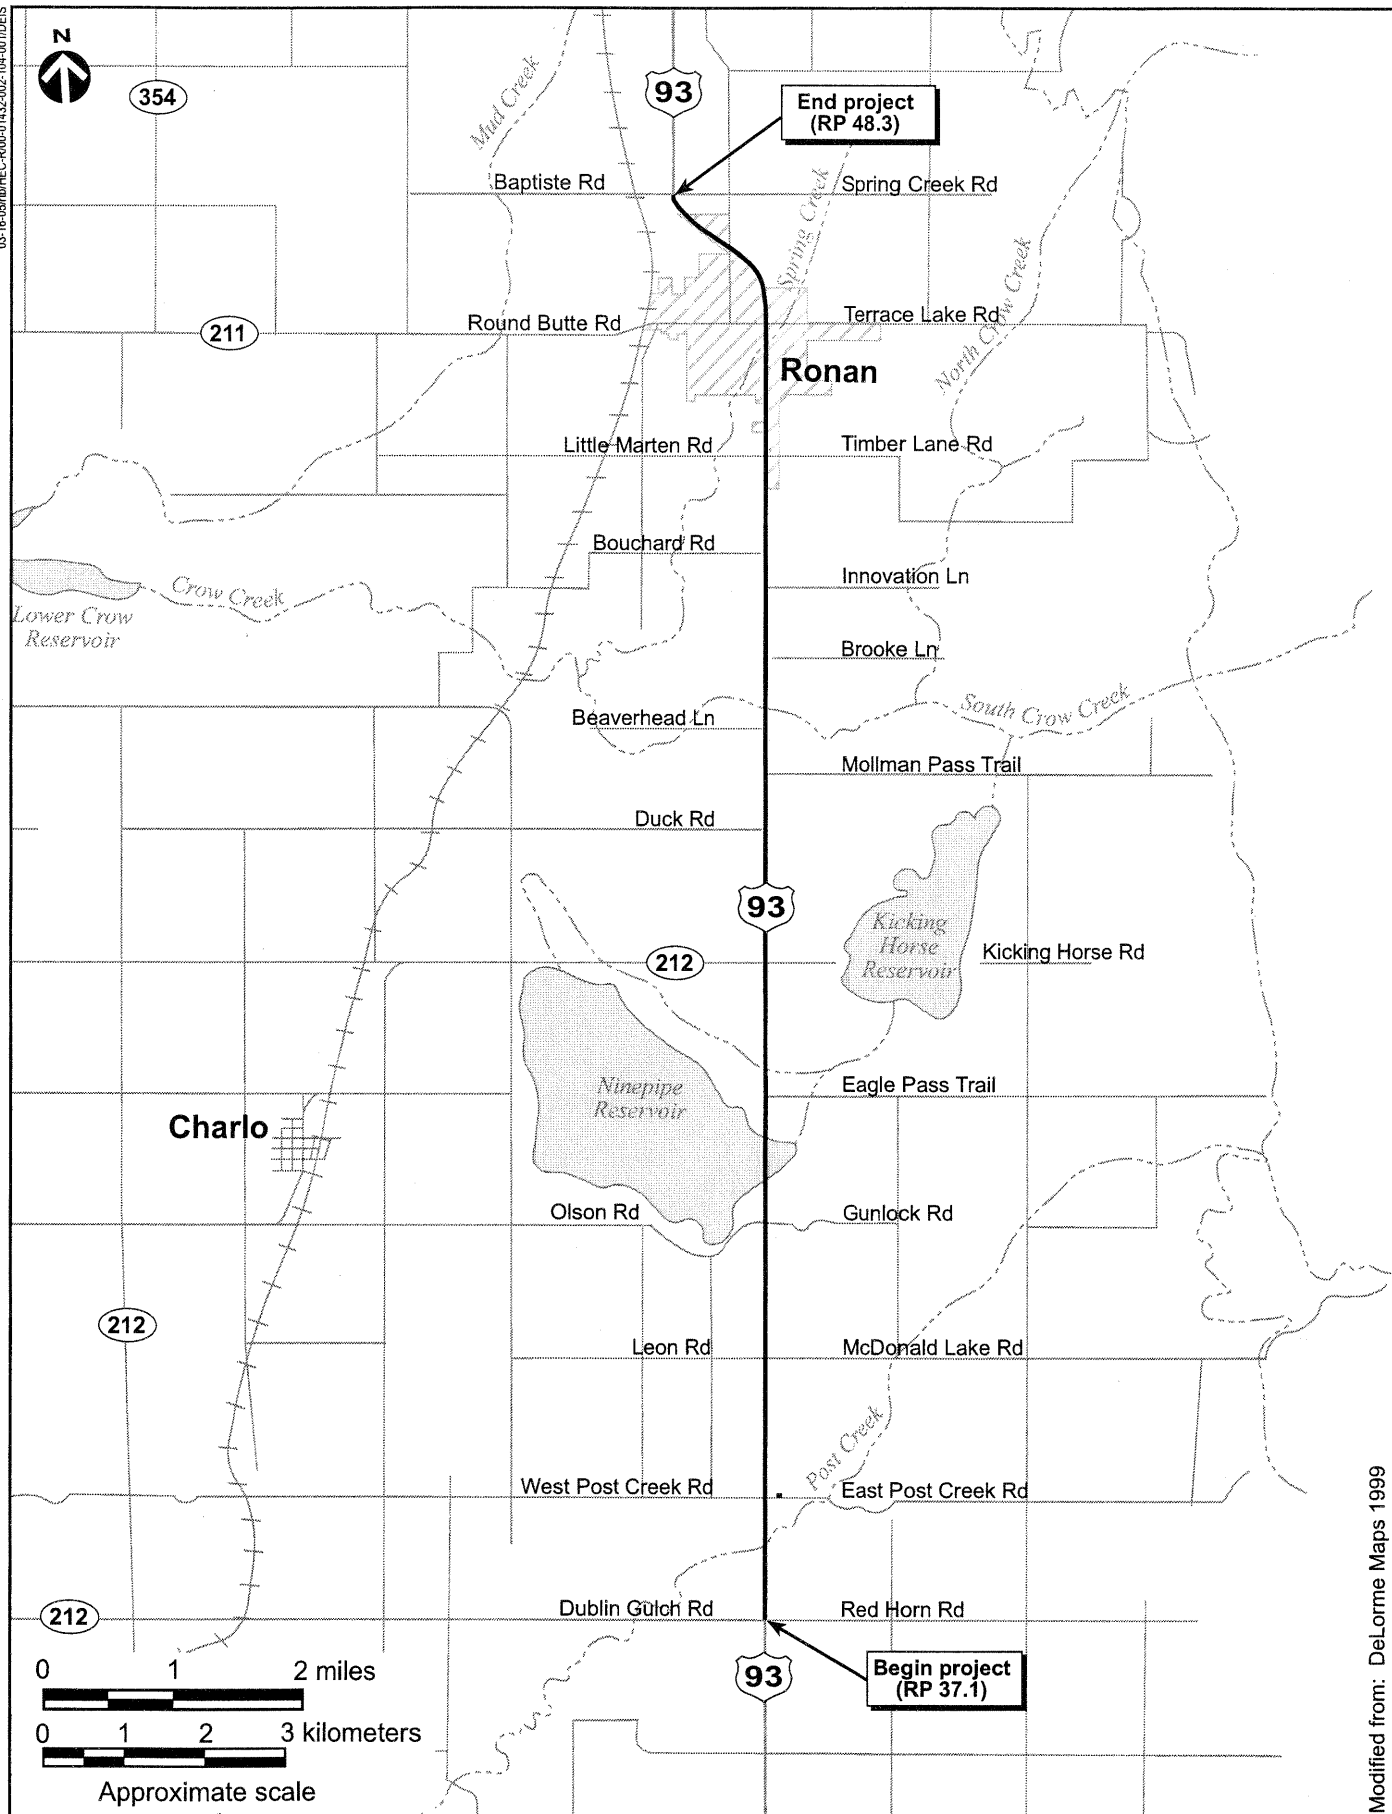 N
354
Mud Creek
93
End project
(RP 48.3)
Baptiste Rd
Spring Creek Rd
Spring Creek
North Crow Creek
211
Round Butte Rd
Terrace Lake Rd
Ronan
Little Marten Rd
Timber Lane Rd
Bouchard Rd
Innovation Ln
Crow Creek
Lower Crow
Reservoir
Brooke Ln
South Crow Creek
Beaverhead Ln
Mollman Pass Trail
Duck Rd
93
Kicking
Horse
Reservoir
212
Kicking Horse Rd
Ninepipe
Reservoir
Eagle Pass Trail
Charlo
Olson Rd
Gunlock Rd
212
Leon Rd
McDonald Lake Rd
Post Creek
West Post Creek Rd
East Post Creek Rd
212
Dublin Gulch Rd
Red Horn Rd
93
Begin project
(RP 37.1)
0 1 2 miles
0 1 2 3 kilometers
Approximate scale
Modified from: DeLorme Maps 1999